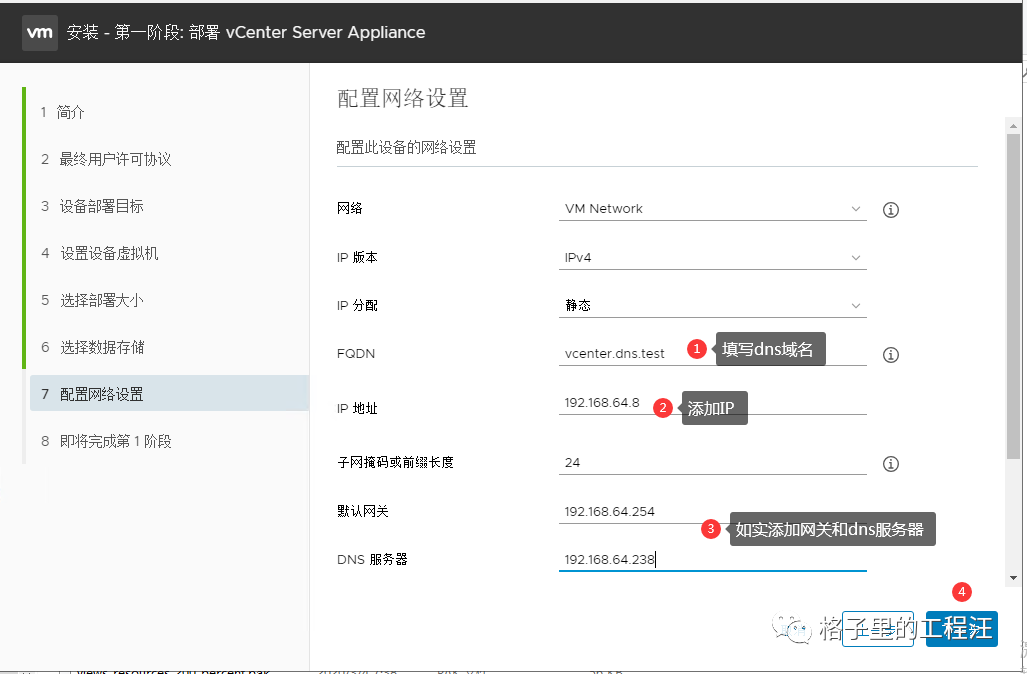 vm 安装 - 第一阶段: 部署 vCenter Server Appliance
1 简介
2 最终用户许可协议
3 设备部署目标
4 设置设备虚拟机
5 选择部署大小
6 选择数据存储
7 配置网络设置
8 即将完成第 1 阶段
配置网络设置
配置此设备的网络设置
网络 VM Network
IP 版本 IPv4
IP 分配 静态
FQDN vcenter.dns.test 1 填写dns域名
IP 地址 192.168.64.8 2 添加IP
子网掩码或前缀长度 24
默认网关 192.168.64.254
3 如实添加网关和dns服务器
DNS 服务器 192.168.64.238
4
格子里的工程汪